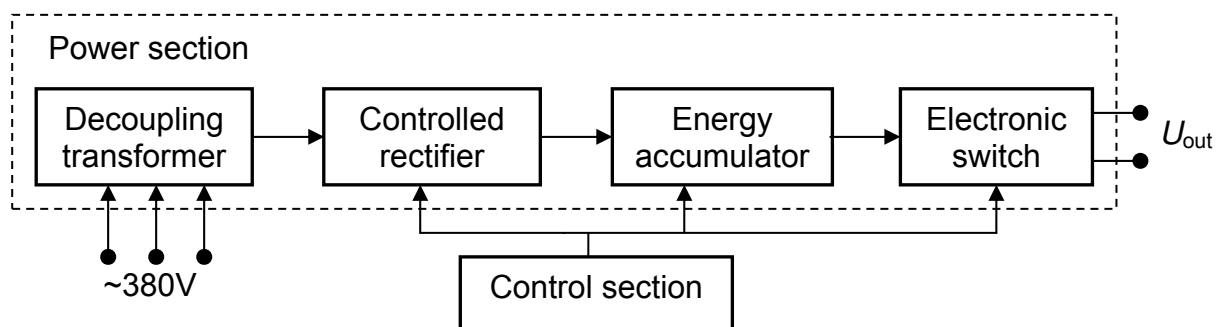 Power section
Decoupling
transformer
Controlled
rectifier
Energy
accumulator
Electronic
switch
Uout
~380V
Control section